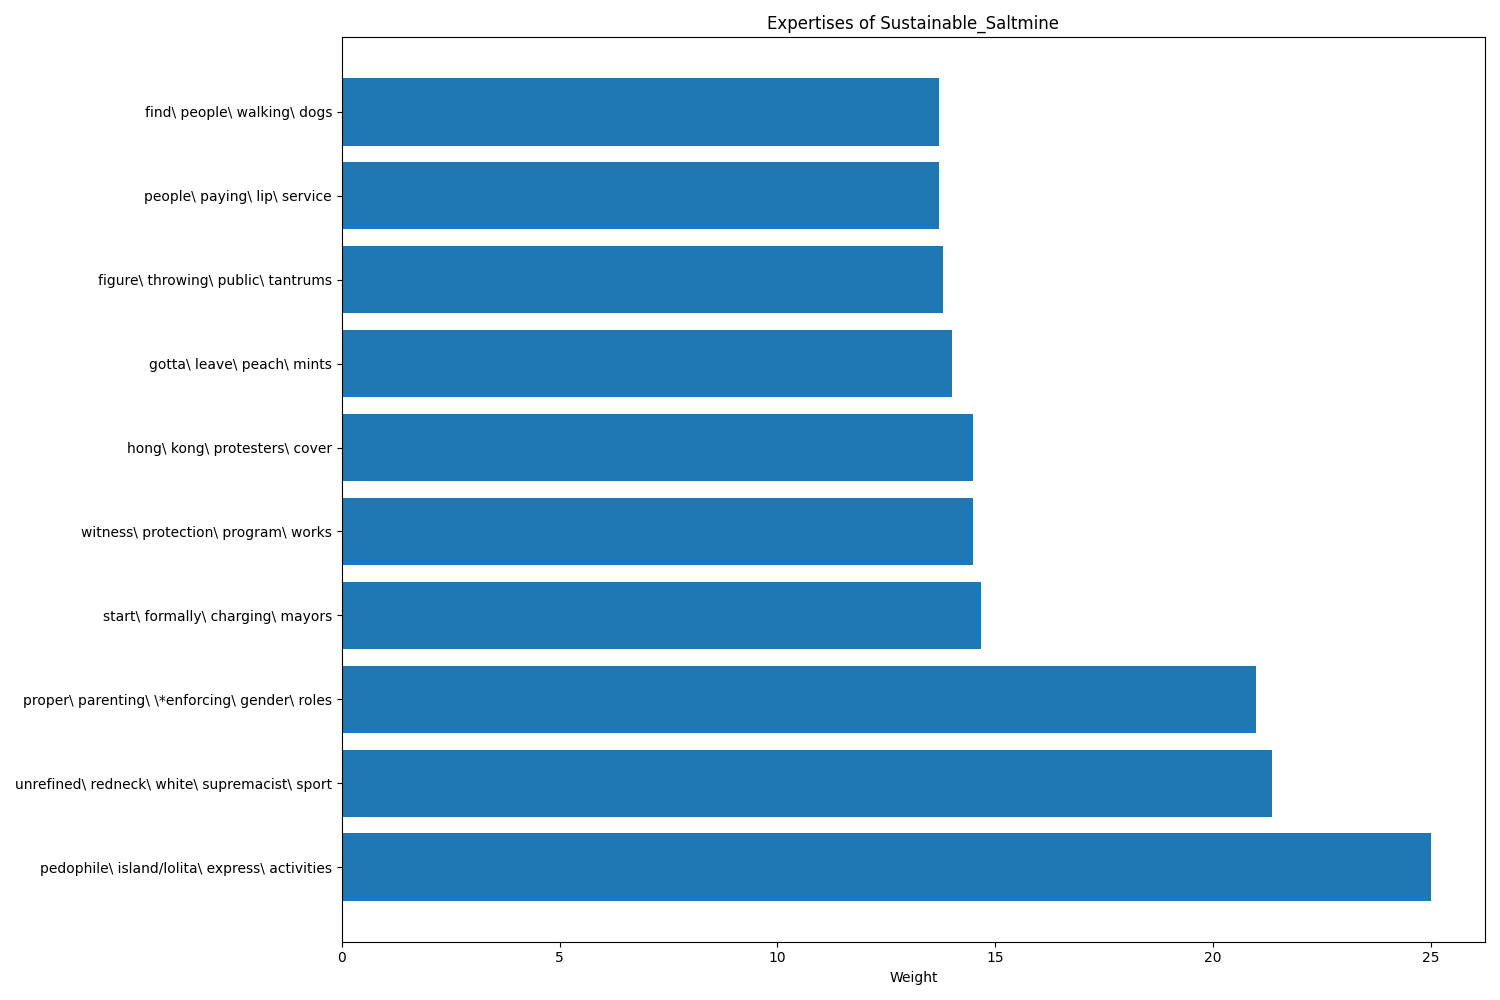 Expertises of Sustainable_Saltmine
find\ people\ walking\ dogs
people\ paying\ lip\ service
figure\ throwing\ public\ tantrums
gotta\ leave\ peach\ mints
hong\ kong\ protesters\ cover
witness\ protection\ program\ works
start\ formally\ charging\ mayors
proper\ parenting\ \*enforcing\ gender\ roles
unrefined\ redneck\ white\ supremacist\ sport
pedophile\ island/lolita\ express\ activities
0 5 10 15 20 25
Weight